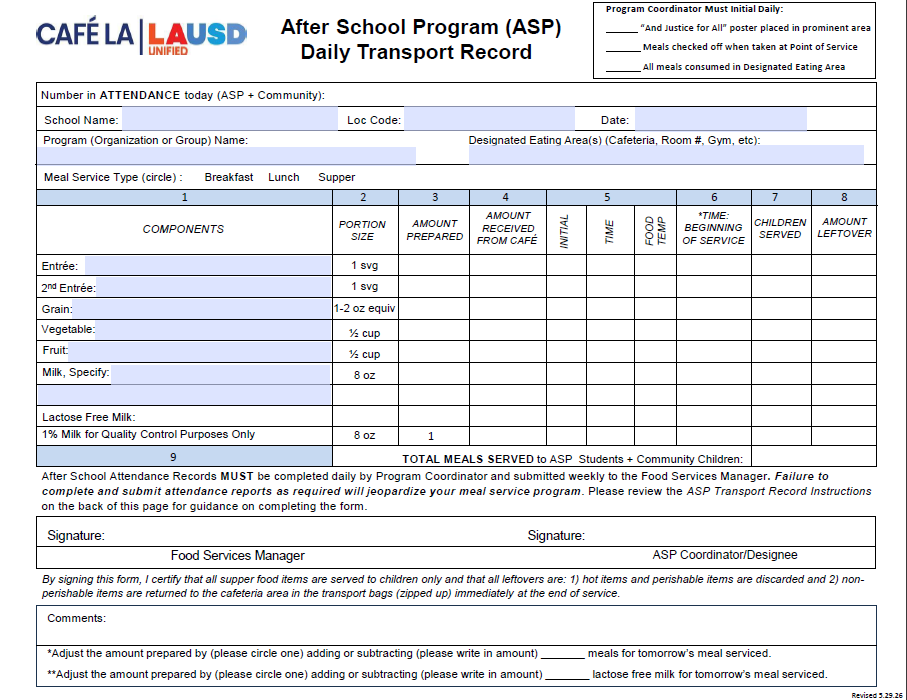 CAFÉ LA LAUSD
UNIFIED
After School Program (ASP)
Daily Transport Record
Program Coordinator Must Initial Daily:
______ "And Justice for All" poster placed in prominent area
______ Meals checked off when taken at Point of Service
______ All meals consumed in Designated Eating Area
Number in ATTENDANCE today (ASP + Community):
School Name: Loc Code: Date:
Program (Organization or Group) Name: Designated Eating Area(s) (Cafeteria, Room #, Gym, etc):
Meal Service Type (circle) : Breakfast Lunch Supper
1 2 3 4 5 6 7 8
COMPONENTS
PORTION SIZE
AMOUNT PREPARED
AMOUNT RECEIVED FROM CAFÉ
INITIAL
TIME
FOOD TEMP
*TIME: BEGINNING OF SERVICE
CHILDREN SERVED
AMOUNT LEFTOVER
Entrée: 1 svg
2nd Entrée: 1 svg
Grain: 1-2 oz equiv
Vegetable: ½ cup
Fruit: ½ cup
Milk, Specify: 8 oz
Lactose Free Milk:
1% Milk for Quality Control Purposes Only 8 oz 1
9 TOTAL MEALS SERVED to ASP Students + Community Children:
After School Attendance Records MUST be completed daily by Program Coordinator and submitted weekly to the Food Services Manager. Failure to
complete and submit attendance reports as required will jeopardize your meal service program. Please review the ASP Transport Record Instructions
on the back of this page for guidance on completing the form.
Signature: Signature:
Food Services Manager ASP Coordinator/Designee
By signing this form, I certify that all supper food items are served to children only and that all leftovers are: 1) hot items and perishable items are discarded and 2) non-
perishable items are returned to the cafeteria area in the transport bags (zipped up) immediately at the end of service.
Comments:
*Adjust the amount prepared by (please circle one) adding or subtracting (please write in amount) _______ meals for tomorrow's meal serviced.
**Adjust the amount prepared by (please circle one) adding or subtracting (please write in amount) _______ lactose free milk for tomorrow's meal serviced.
Revised 5.29.26